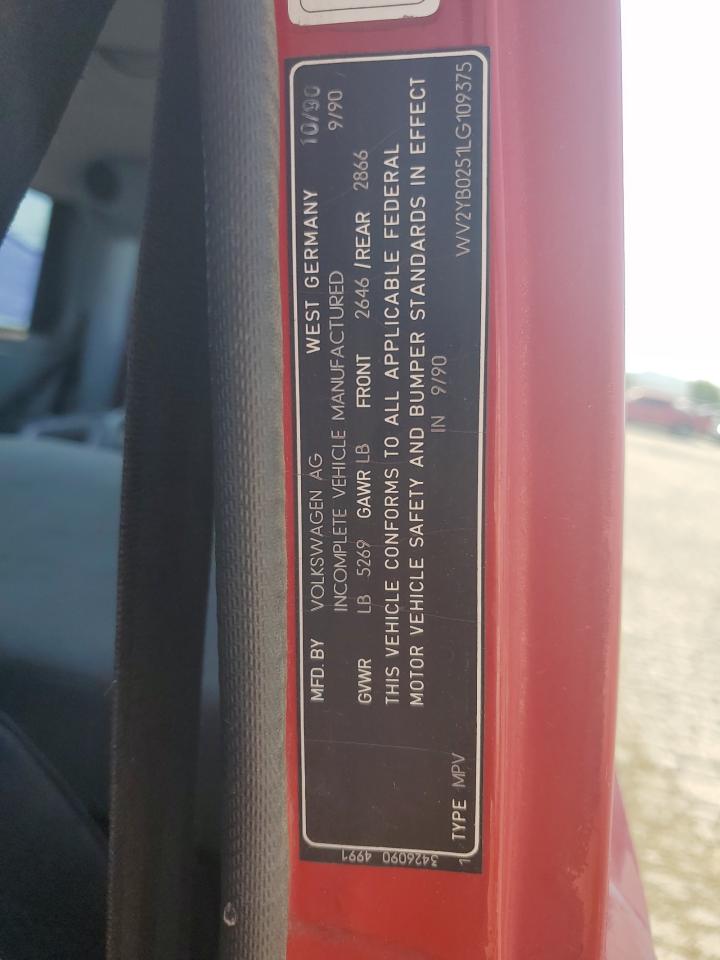 MFD. BY VOLKSWAGEN AG WEST GERMANY 10/90
INCOMPLETE VEHICLE MANUFACTURED 9/90
GVWR LB 5269 GAWR LB FRONT 2646 /REAR 2866
THIS VEHICLE CONFORMS TO ALL APPLICABLE FEDERAL
MOTOR VEHICLE SAFETY AND BUMPER STANDARDS IN EFFECT
IN 9/90
TYPE MPV WV2YB0251LG109375
1 3426090 4991